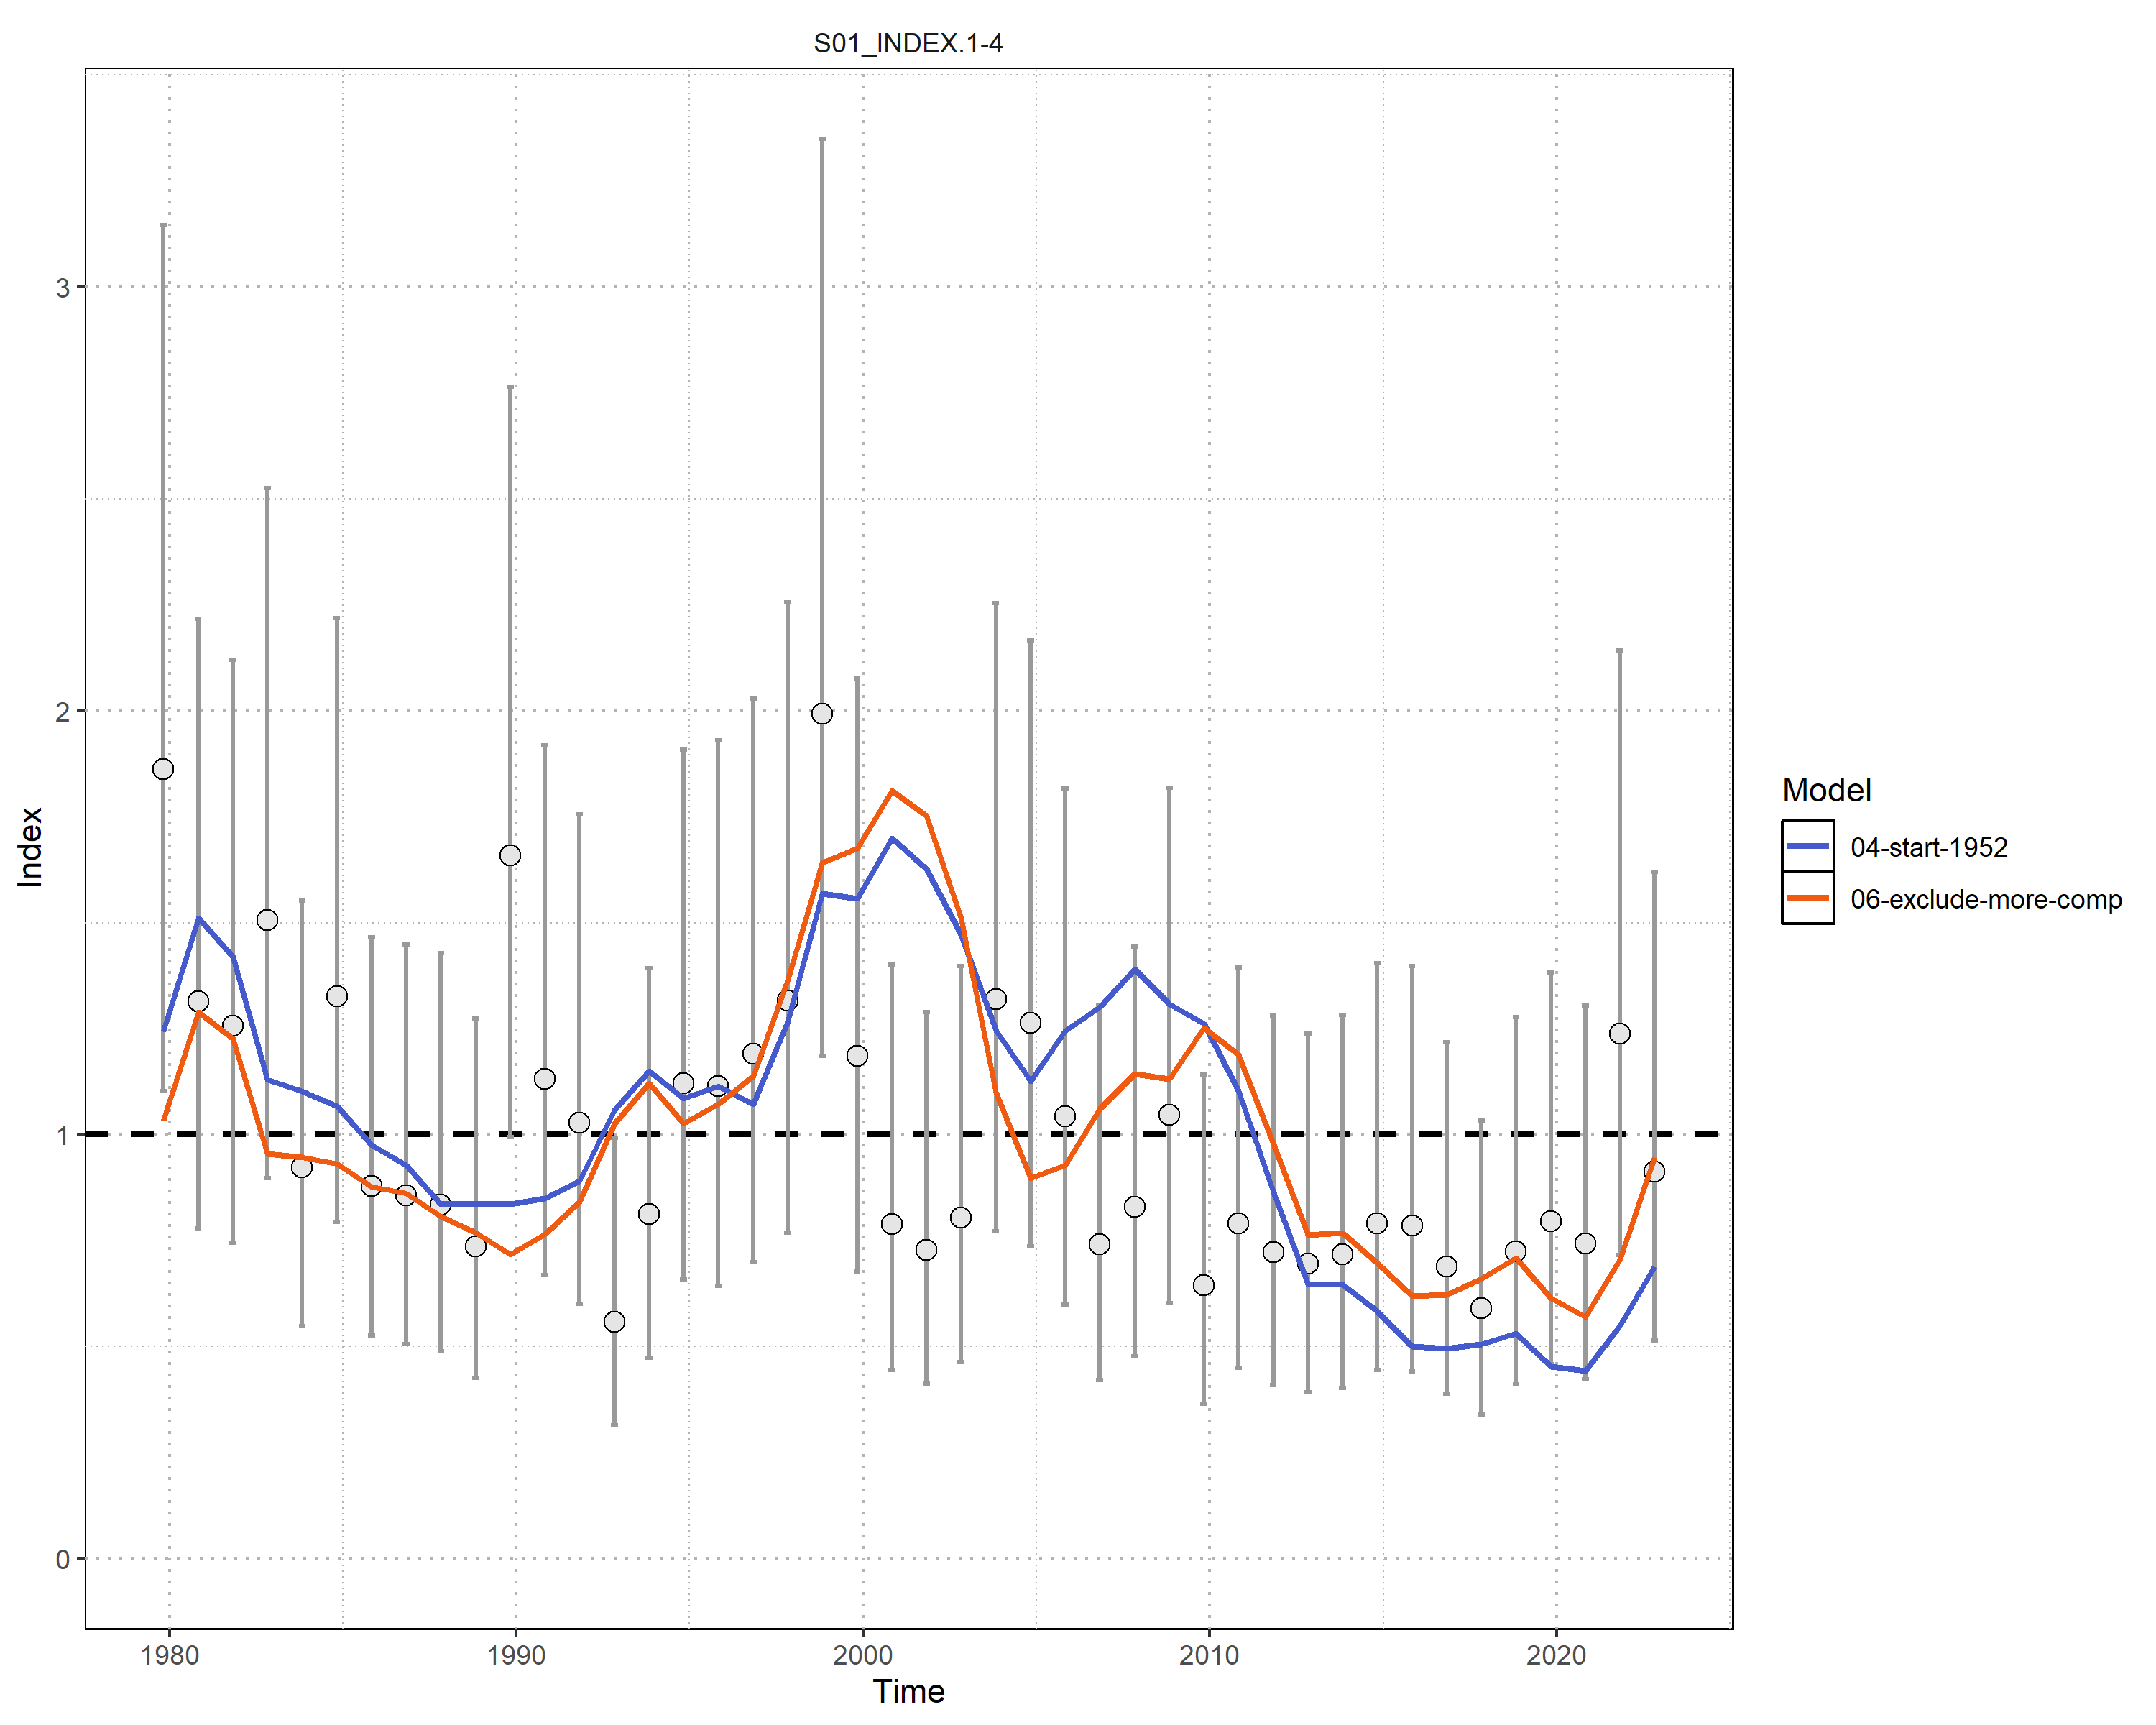 S01_INDEX.1-4
3
2
1
0
Index
1980
1990
2000
2010
2020
Time
Model
04-start-1952
06-exclude-more-comp